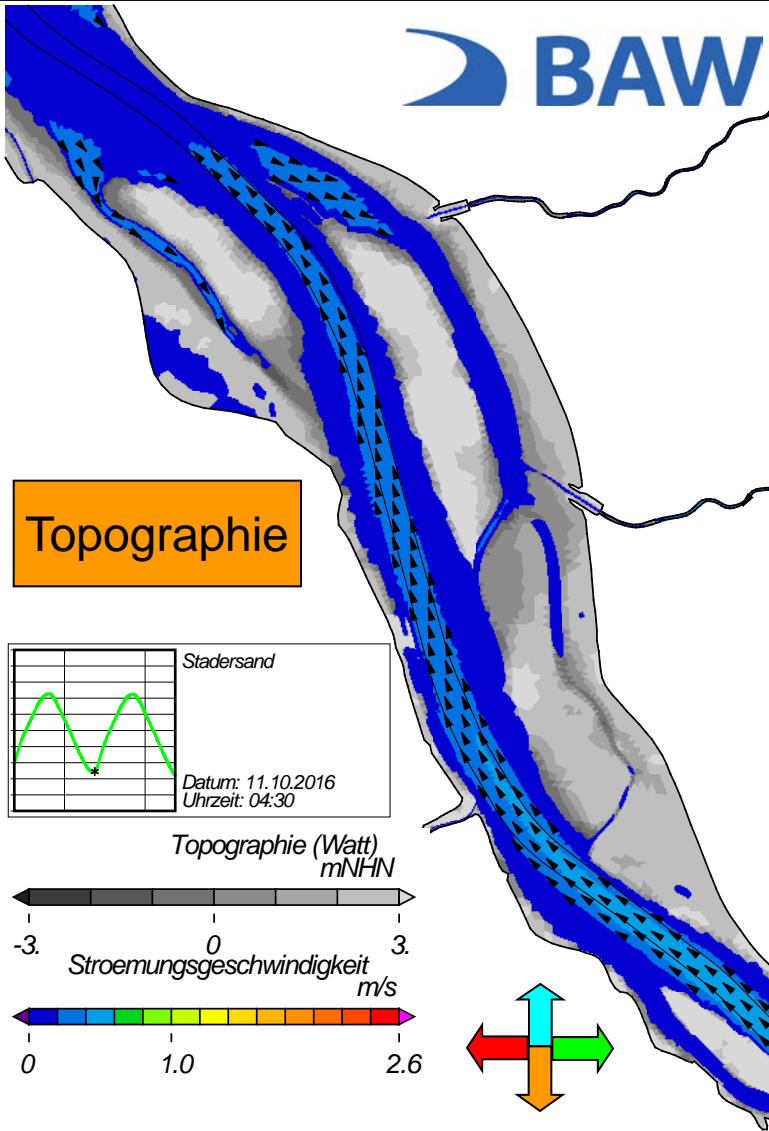 BAW
Topographie
Stadersand
Datum: 11.10.2016
Uhrzeit: 04:30
Topographie (Watt)
mNHN
-3. 0 3.
Stroemungsgeschwindigkeit
m/s
0 1.0 2.6